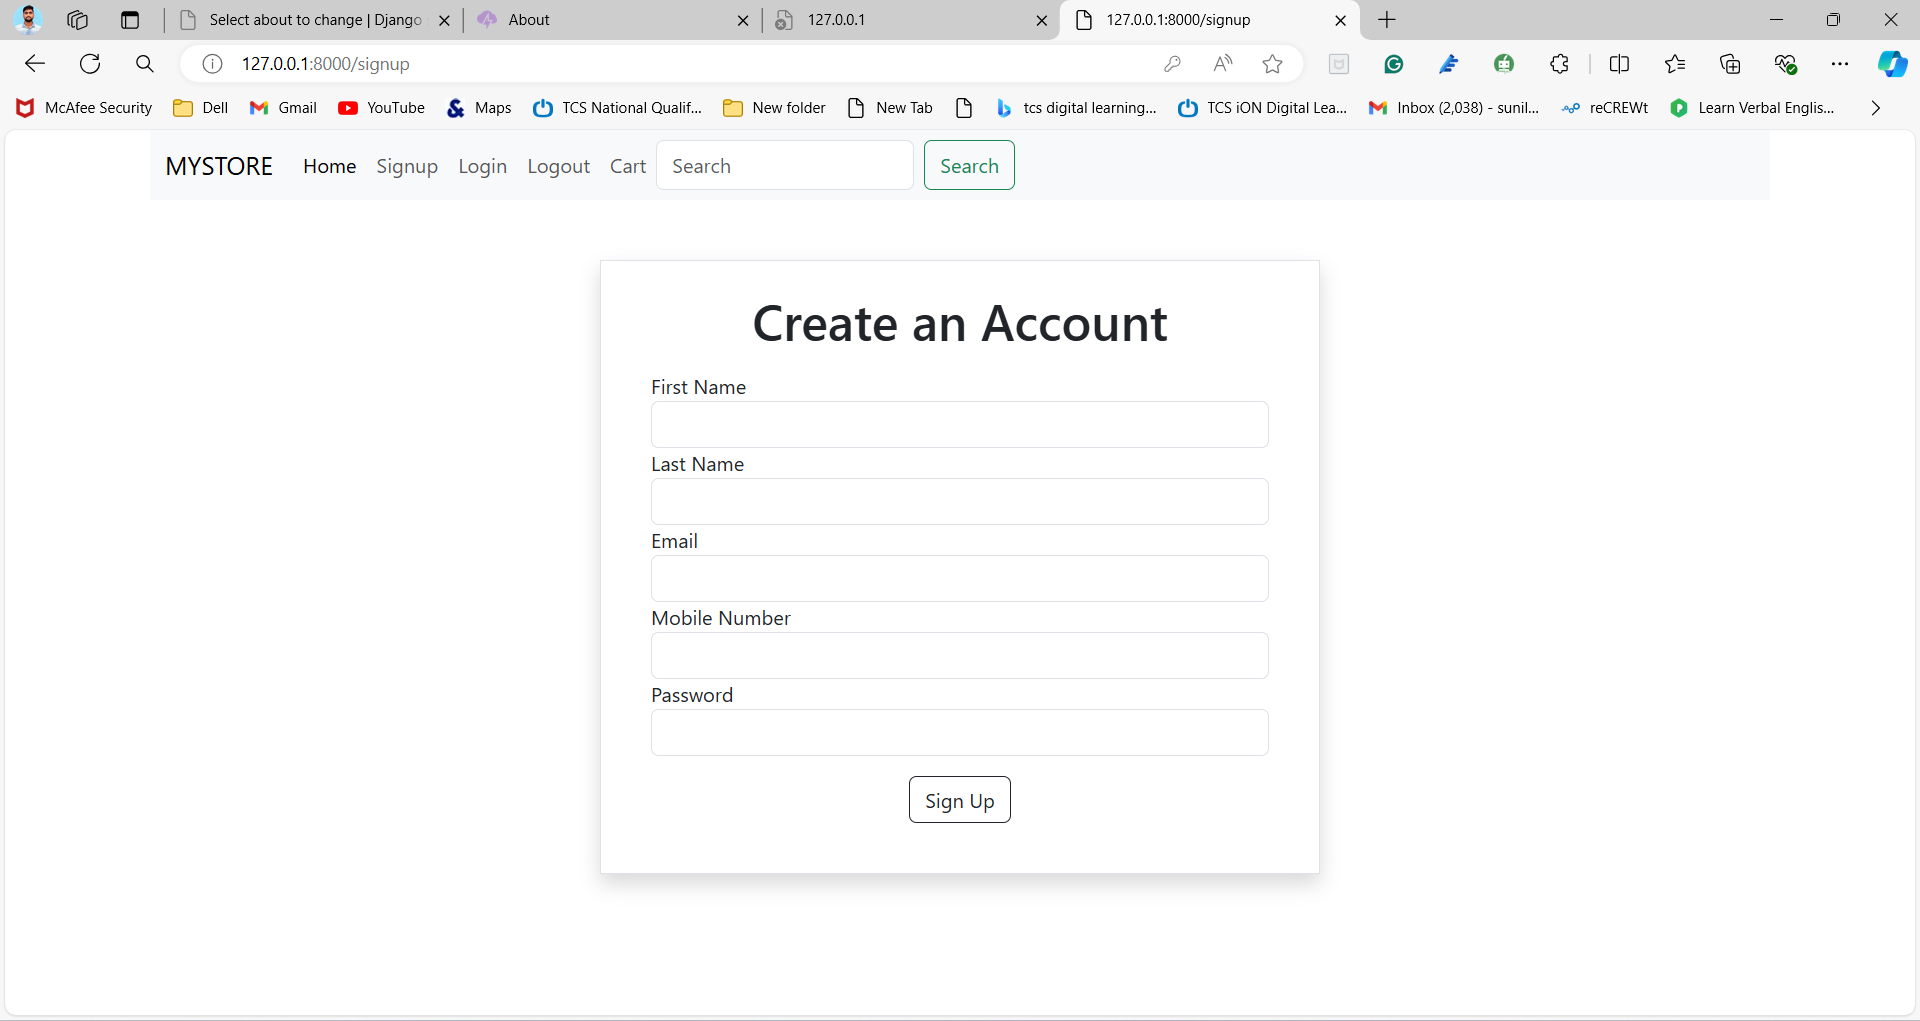 Select about to change | Django
About
127.0.0.1
127.0.0.1:8000/signup
127.0.0.1:8000/signup
McAfee Security
Dell
Gmail
YouTube
Maps
TCS National Qualif...
New folder
New Tab
tcs digital learning...
TCS iON Digital Lea...
Inbox (2,038) - sunil...
reCREWt
Learn Verbal Englis...
MYSTORE Home Signup Login Logout Cart Search Search
Create an Account
First Name
Last Name
Email
Mobile Number
Password
Sign Up